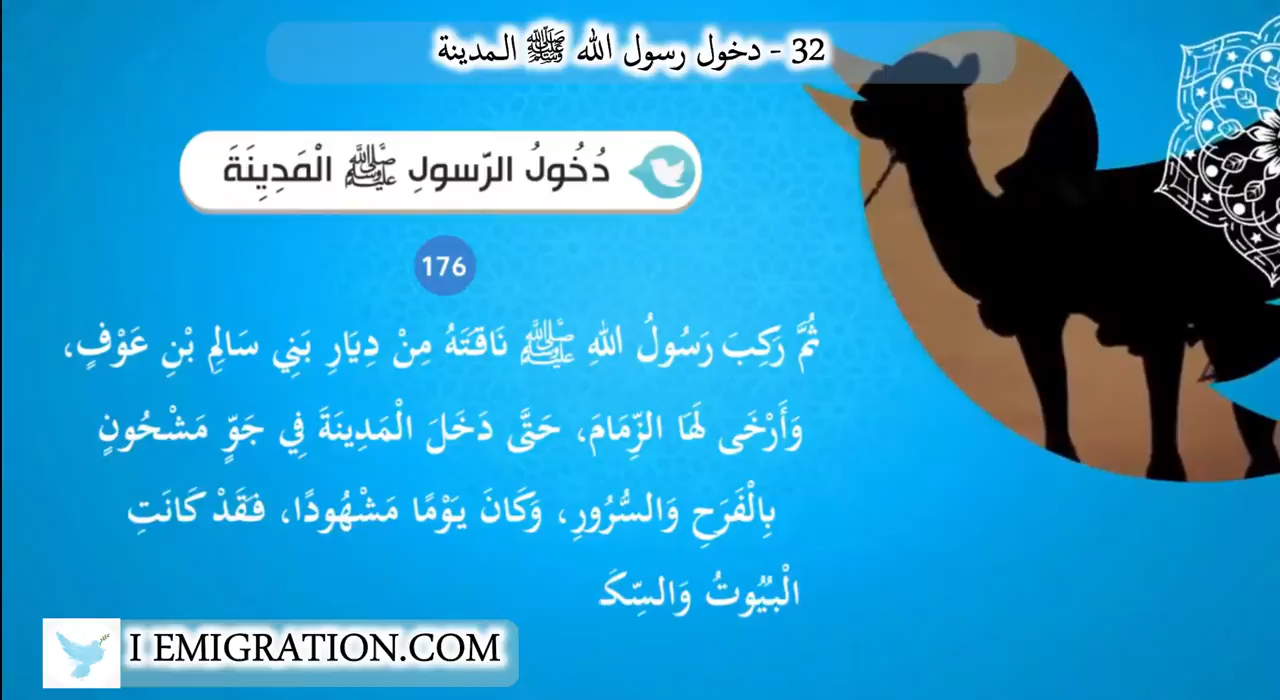 32 - دخول رسول الله ﷺ المدينة
دُخُولُ الرّسولِ ﷺ الْمَدِينَةَ
176
ثُمَّ رَكِبَ رَسُولُ اللهِ ﷺ نَاقَتَهُ مِنْ دِيَارِ بَنِي سَالِمِ بْنِ عَوْفٍ،
وَأَرْخَى لَهَا الزِّمَامَ، حَتَّى دَخَلَ الْمَدِينَةَ فِي جَوٍّ مَشْحُونٍ
بِالْفَرَحِ وَالسُّرُورِ، وَكَانَ يَوْمًا مَشْهُودًا، فَقَدْ كَانَتِ
الْبُيُوتُ وَالسِّكَ
I EMIGRATION.COM